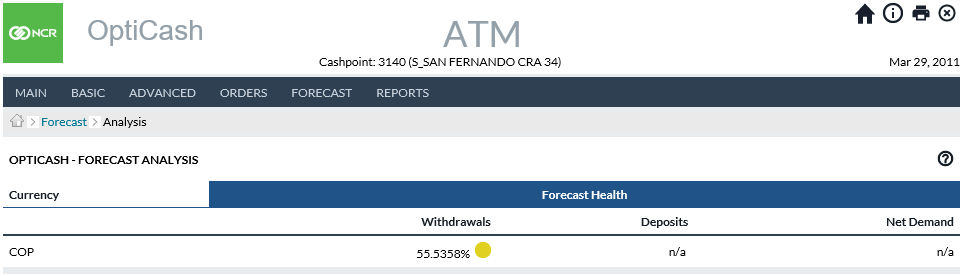 NCR OptiCash ATM
Cashpoint: 3140 (S_SAN FERNANDO CRA 34) Mar 29, 2011
MAIN BASIC ADVANCED ORDERS FORECAST REPORTS
Forecast Analysis
OPTICASH - FORECAST ANALYSIS
Currency Forecast Health
Withdrawals Deposits Net Demand
COP 55.5358% n/a n/a